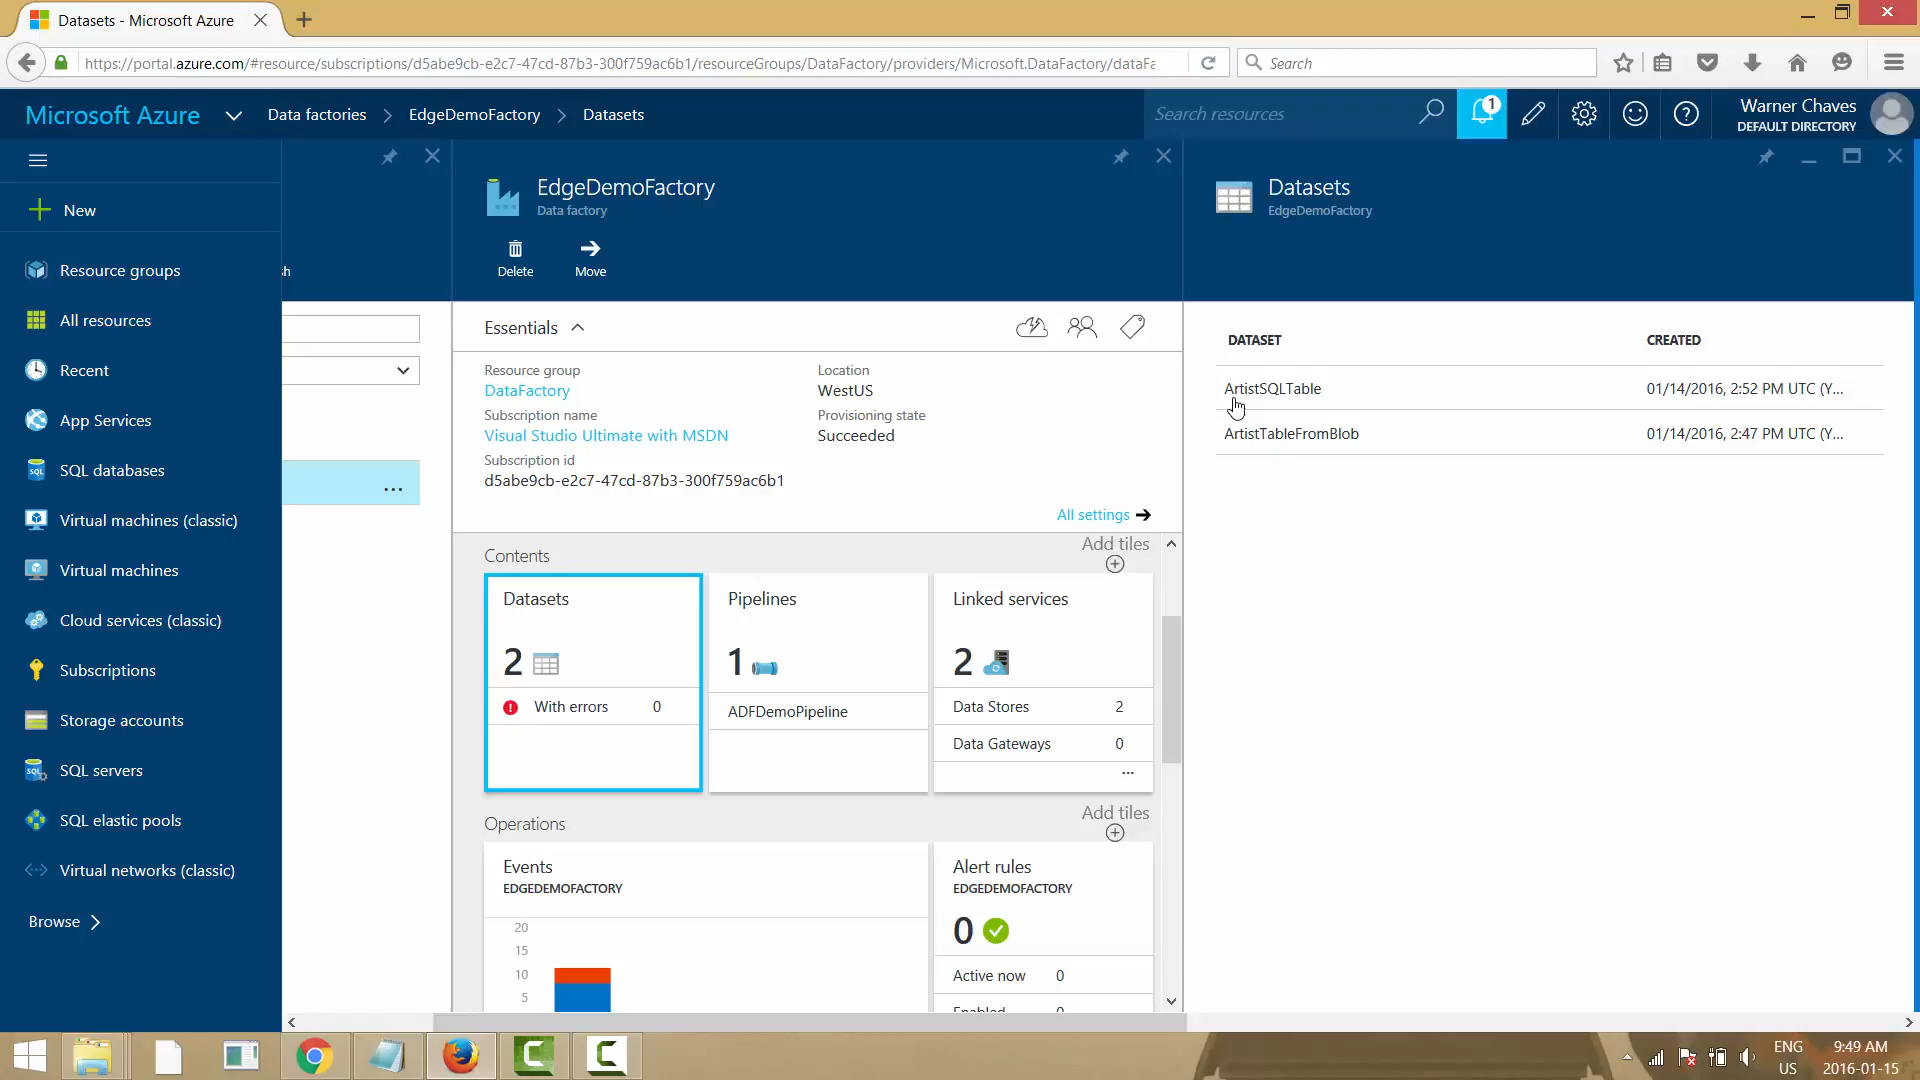 Datasets - Microsoft Azure
https://portal.azure.com/#resource/subscriptions/d5abe9cb-e2c7-47cd-87b3-300f759ac6b1/resourceGroups/DataFactory/providers/Microsoft.DataFactory/dataFa
Search
Microsoft Azure
Data factories
EdgeDemoFactory
Datasets
Search resources
1
Warner Chaves
DEFAULT DIRECTORY
New
Resource groups
All resources
Recent
App Services
SQL databases
Virtual machines (classic)
Virtual machines
Cloud services (classic)
Subscriptions
Storage accounts
SQL servers
SQL elastic pools
Virtual networks (classic)
Browse
sh
...
EdgeDemoFactory
Data factory
Delete
Move
Essentials
Resource group
DataFactory
Subscription name
Visual Studio Ultimate with MSDN
Subscription id
d5abe9cb-e2c7-47cd-87b3-300f759ac6b1
Location
WestUS
Provisioning state
Succeeded
All settings
Contents
Add tiles
Datasets
2
With errors 0
Pipelines
1
ADFDemoPipeline
Linked services
2
Data Stores 2
Data Gateways 0
...
Operations
Add tiles
Events
EDGEDEMOFACTORY
20
15
10
5
Alert rules
EDGEDEMOFACTORY
0
Active now 0
Enabled 0
Datasets
EdgeDemoFactory
DATASET CREATED
ArtistSQLTable 01/14/2016, 2:52 PM UTC (Y...
ArtistTableFromBlob 01/14/2016, 2:47 PM UTC (Y...
ENG
US
9:49 AM
2016-01-15